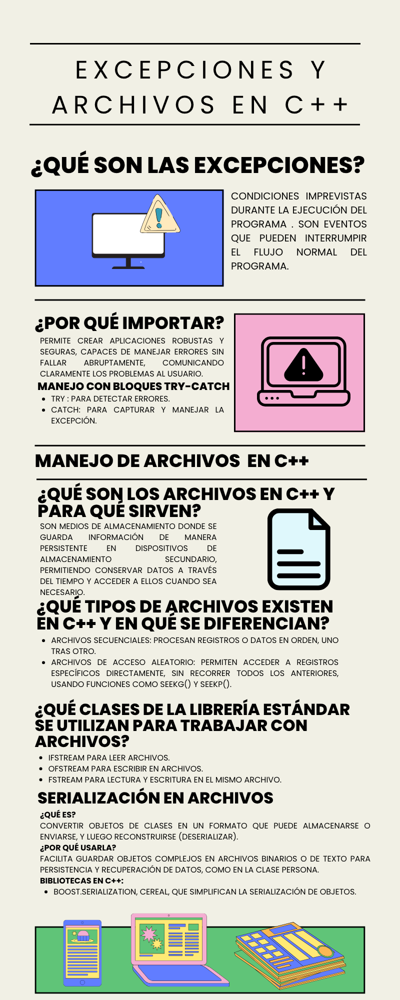 EXCEPCIONES Y
ARCHIVOS EN C++
¿QUÉ SON LAS EXCEPCIONES?
CONDICIONES IMPREVISTAS
DURANTE LA EJECUCIÓN DEL
PROGRAMA . SON EVENTOS
QUE PUEDEN INTERRUMPIR
EL FLUJO NORMAL DEL
PROGRAMA.
¿POR QUÉ IMPORTAR?
PERMITE CREAR APLICACIONES ROBUSTAS Y
SEGURAS, CAPACES DE MANEJAR ERRORES SIN
FALLAR ABRUPTAMENTE, COMUNICANDO
CLARAMENTE LOS PROBLEMAS AL USUARIO.
MANEJO CON BLOQUES TRY-CATCH
• TRY : PARA DETECTAR ERRORES.
• CATCH: PARA CAPTURAR Y MANEJAR LA
EXCEPCIÓN.
MANEJO DE ARCHIVOS EN C++
¿QUÉ SON LOS ARCHIVOS EN C++ Y
PARA QUÉ SIRVEN?
SON MEDIOS DE ALMACENAMIENTO DONDE SE
GUARDA INFORMACIÓN DE MANERA
PERSISTENTE EN DISPOSITIVOS DE
ALMACENAMIENTO SECUNDARIO,
PERMITIENDO CONSERVAR DATOS A TRAVÉS
DEL TIEMPO Y ACCEDER A ELLOS CUANDO SEA
NECESARIO.
¿QUÉ TIPOS DE ARCHIVOS EXISTEN
EN C++ Y EN QUÉ SE DIFERENCIAN?
• ARCHIVOS SECUENCIALES: PROCESAN REGISTROS O DATOS EN ORDEN, UNO
TRAS OTRO.
• ARCHIVOS DE ACCESO ALEATORIO: PERMITEN ACCEDER A REGISTROS
ESPECÍFICOS DIRECTAMENTE, SIN RECORRER TODOS LOS ANTERIORES,
USANDO FUNCIONES COMO SEEKG() Y SEEKP().
¿QUÉ CLASES DE LA LIBRERÍA ESTÁNDAR
SE UTILIZAN PARA TRABAJAR CON
ARCHIVOS?
• IFSTREAM PARA LEER ARCHIVOS.
• OFSTREAM PARA ESCRIBIR EN ARCHIVOS.
• FSTREAM PARA LECTURA Y ESCRITURA EN EL MISMO ARCHIVO.
SERIALIZACIÓN EN ARCHIVOS
¿QUÉ ES?
CONVERTIR OBJETOS DE CLASES EN UN FORMATO QUE PUEDE ALMACENARSE O
ENVIARSE, Y LUEGO RECONSTRUIRSE (DESERIALIZAR).
¿POR QUÉ USARLA?
FACILITA GUARDAR OBJETOS COMPLEJOS EN ARCHIVOS BINARIOS O DE TEXTO PARA
PERSISTENCIA Y RECUPERACIÓN DE DATOS, COMO EN LA CLASE PERSONA.
BIBLIOTECAS EN C++:
• BOOST.SERIALIZATION, CEREAL, QUE SIMPLIFICAN LA SERIALIZACIÓN DE OBJETOS.